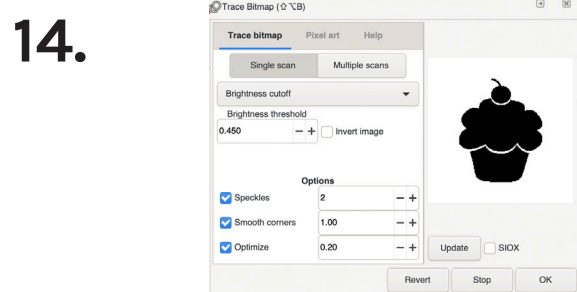 14.
Trace Bitmap (⇧⌥B)
Trace bitmap Pixel art Help
Single scan Multiple scans
Brightness cutoff
Brightness threshold
0.450 − + Invert image
Options
Speckles 2 − +
Smooth corners 1.00 − +
Optimize 0.20 − +
Update SIOX
Revert Stop OK